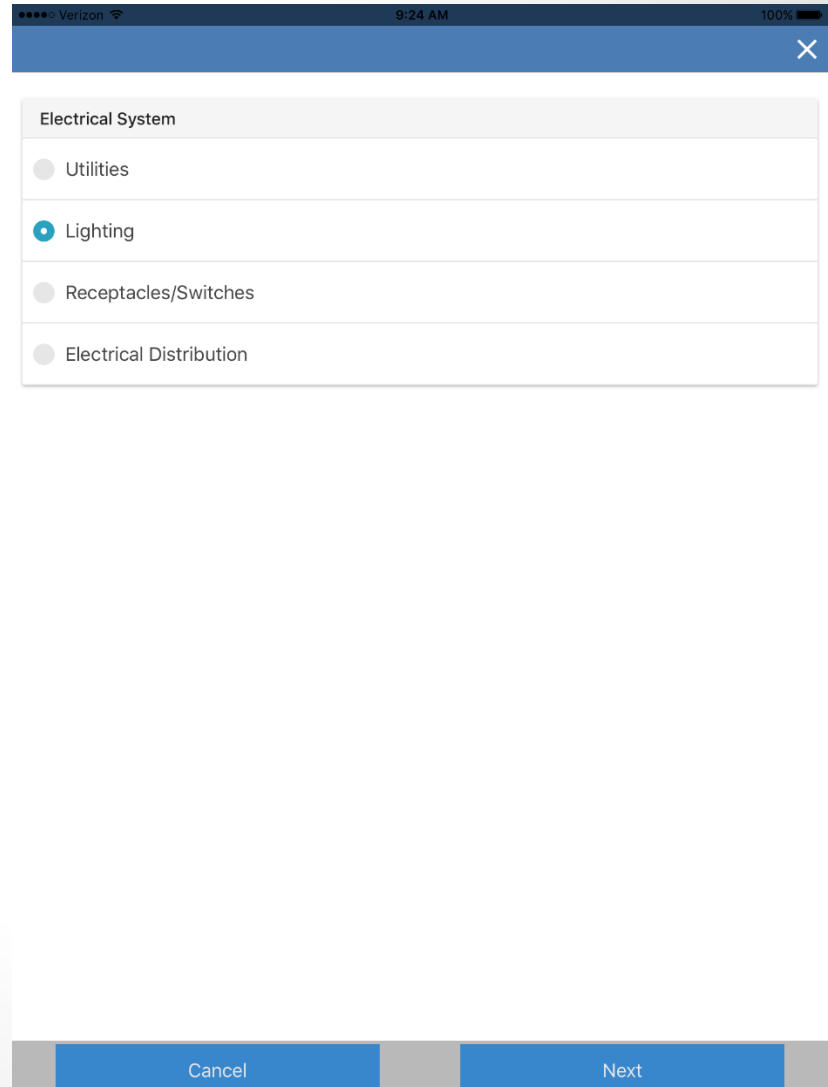 Verizon 9:24 AM 100%
Electrical System
Utilities
Lighting
Receptacles/Switches
Electrical Distribution
Cancel Next